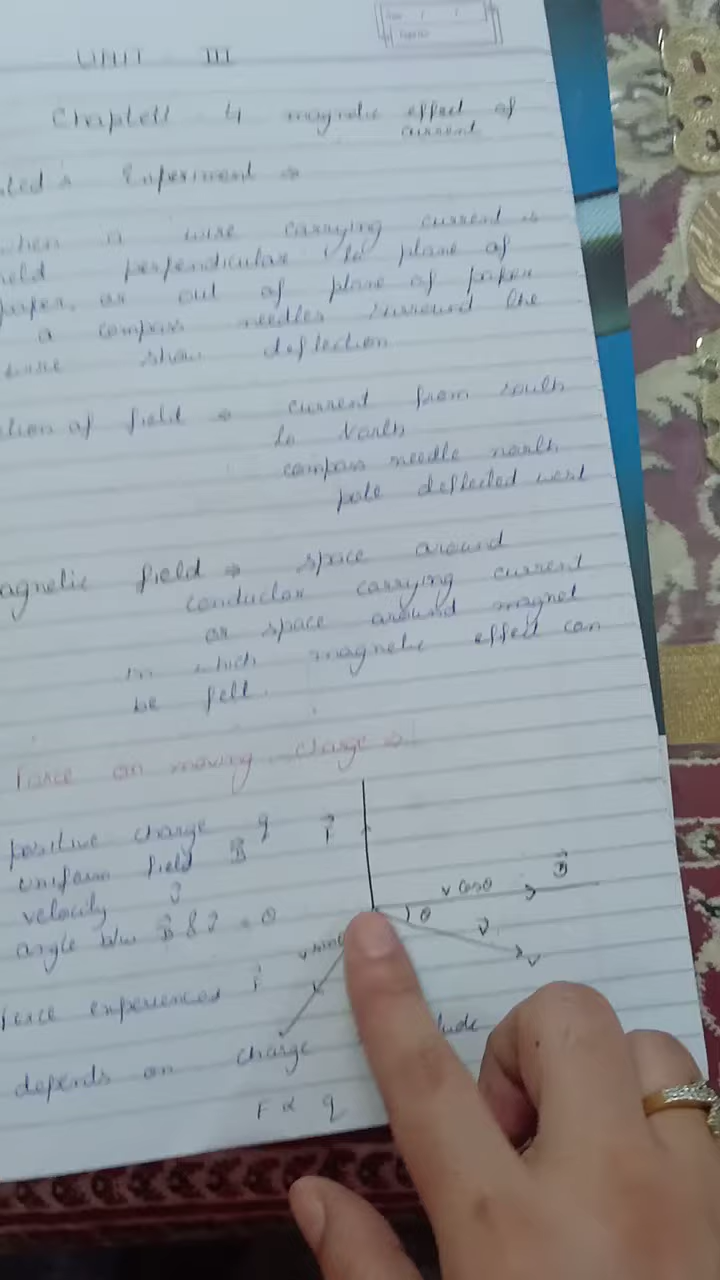 UNIT III
Chapter 4 magnetic effect of
current
Experiment ⇒
when a wire carrying current is
held perpendicular to plane of
paper or out of plane of paper
a compass needles surround the
wire show deflection
of field ⇒ current from south
to North
compass needle north
pole deflected west
agnetic field ⇒ space around
conductor carrying current
or space around magnet
in which magnetic effect can
be felt.
Force on moving charge ⇒
positive charge q
uniform field B⃗
velocity v⃗
angle b/w B⃗ & v⃗ = θ
F⃗
v cosθ
B⃗
θ
v⃗
v sinθ
force experienced F⃗
depends on charge
F ∝ q